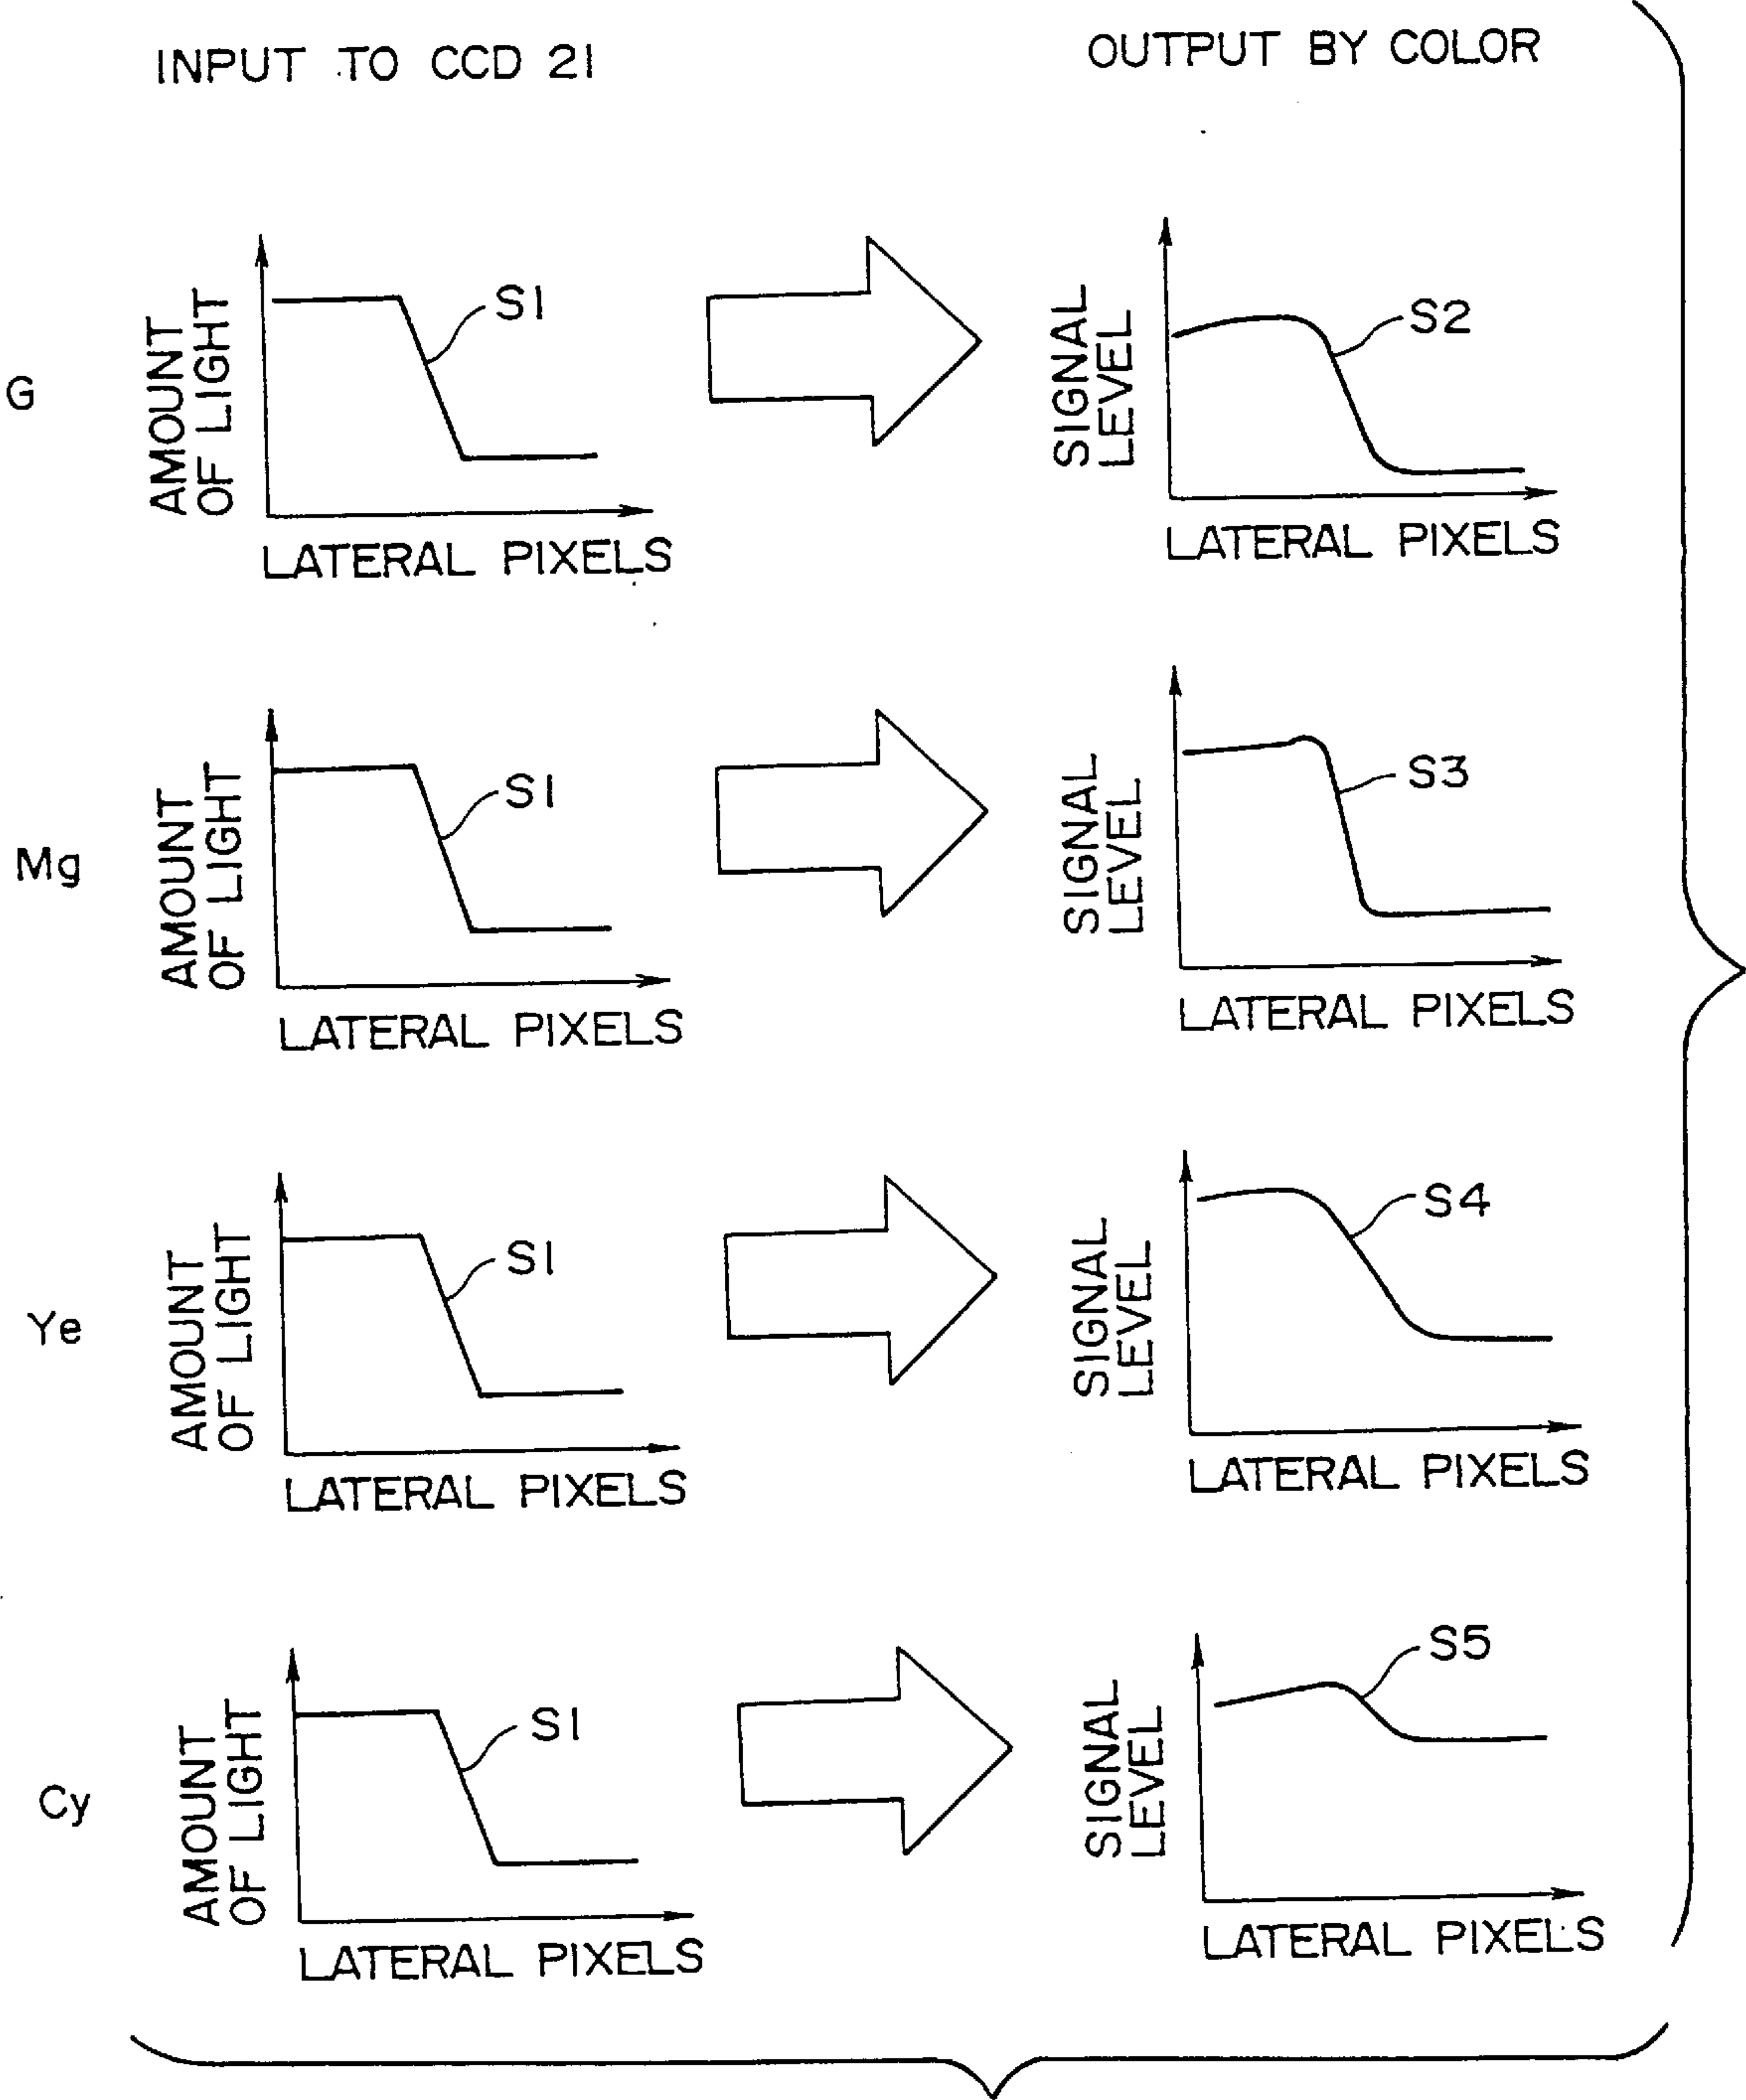 INPUT TO CCD 21
OUTPUT BY COLOR
G
AMOUNT
OF LIGHT
S1
LATERAL PIXELS
SIGNAL
LEVEL
S2
LATERAL PIXELS
Mg
AMOUNT
OF LIGHT
S1
LATERAL PIXELS
SIGNAL
LEVEL
S3
LATERAL PIXELS
Ye
AMOUNT
OF LIGHT
S1
LATERAL PIXELS
SIGNAL
LEVEL
S4
LATERAL PIXELS
Cy
AMOUNT
OF LIGHT
S1
LATERAL PIXELS
SIGNAL
LEVEL
S5
LATERAL PIXELS